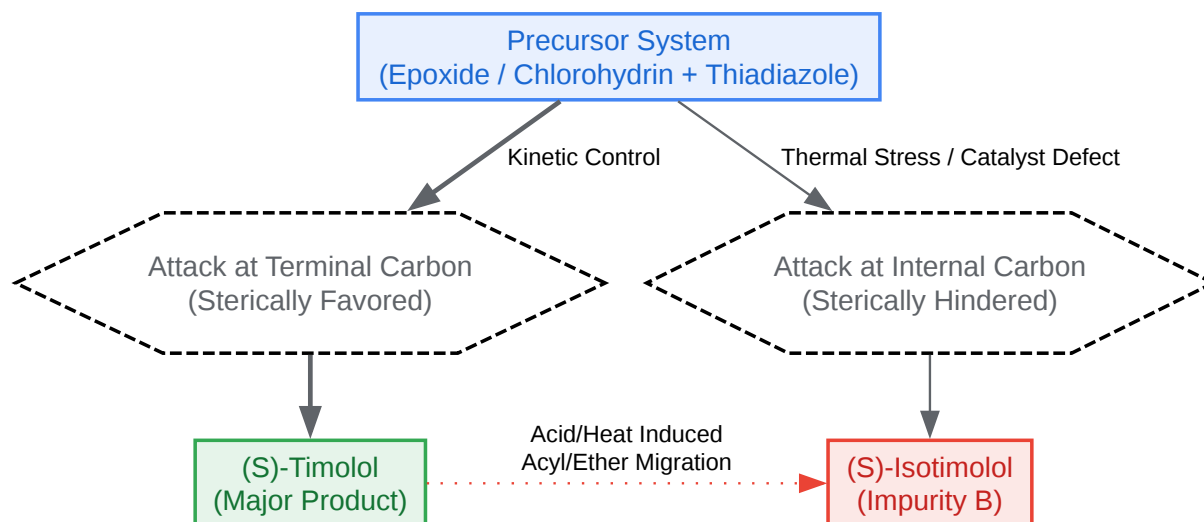 Precursor System
(Epoxide / Chlorohydrin + Thiadiazole)
Kinetic Control
Thermal Stress / Catalyst Defect
Attack at Terminal Carbon
(Sterically Favored)
Attack at Internal Carbon
(Sterically Hindered)
Acid/Heat Induced
Acyl/Ether Migration
(S)-Timolol
(Major Product)
(S)-Isotimolol
(Impurity B)